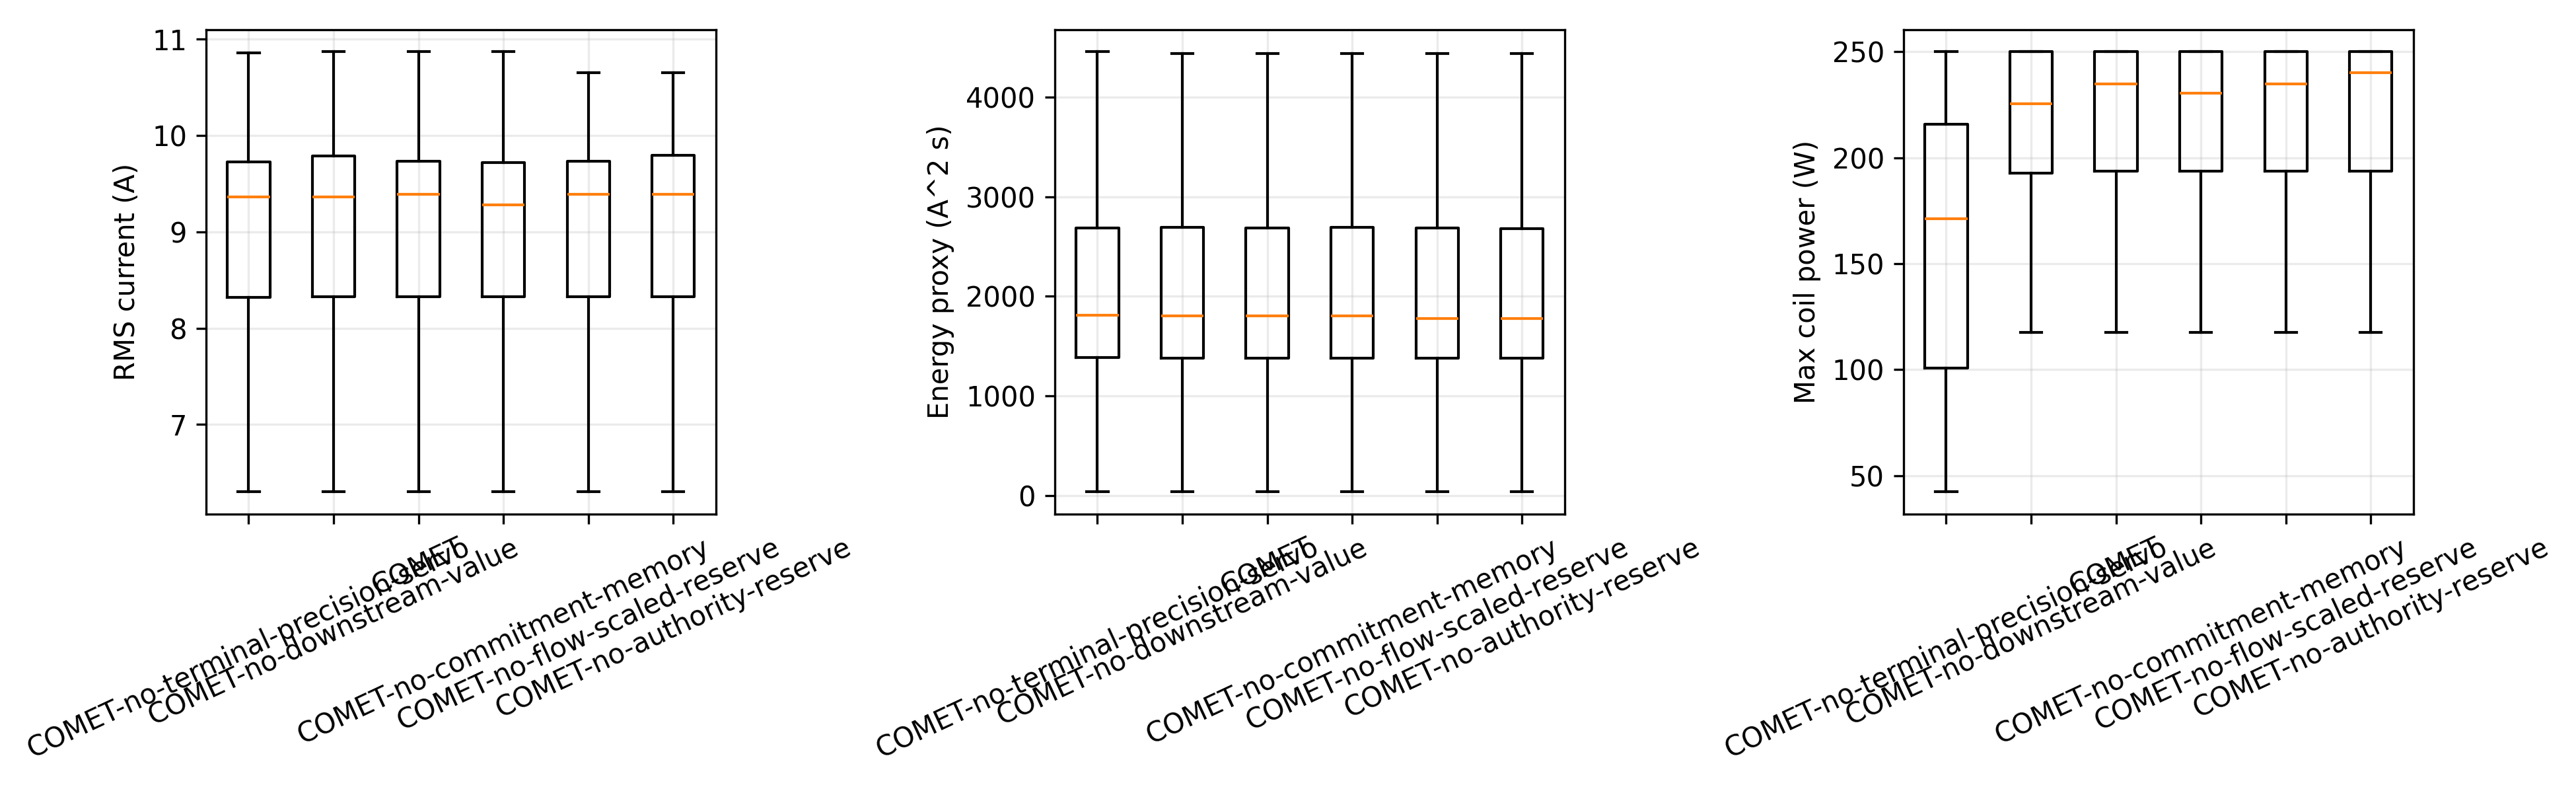 RMS current (A)
11
10
9
8
7
COMET-no-terminal-precision-servo
COMET-no-downstream-value
COMET
COMET-no-commitment-memory
COMET-no-flow-scaled-reserve
COMET-no-authority-reserve
Energy proxy (A^2 s)
4000
3000
2000
1000
0
COMET-no-terminal-precision-servo
COMET-no-downstream-value
COMET
COMET-no-commitment-memory
COMET-no-flow-scaled-reserve
COMET-no-authority-reserve
Max coil power (W)
250
200
150
100
50
COMET-no-terminal-precision-servo
COMET-no-downstream-value
COMET
COMET-no-commitment-memory
COMET-no-flow-scaled-reserve
COMET-no-authority-reserve